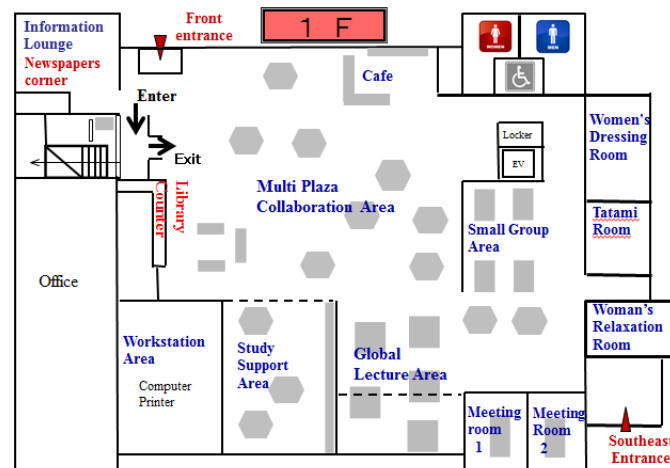 1 F
Information
Lounge
Newspapers
corner
Front
entrance
WOMEN
MEN
Cafe
Enter
Exit
Locker
EV
Women's
Dressing
Room
Library
Counter
Multi Plaza
Collaboration Area
Small Group
Area
Tatami
Room
Office
Workstation
Area
Computer
Printer
Study
Support
Area
Global
Lecture Area
Woman's
Relaxation
Room
Meeting
room
1
Meeting
Room
2
Southeast
Entrance